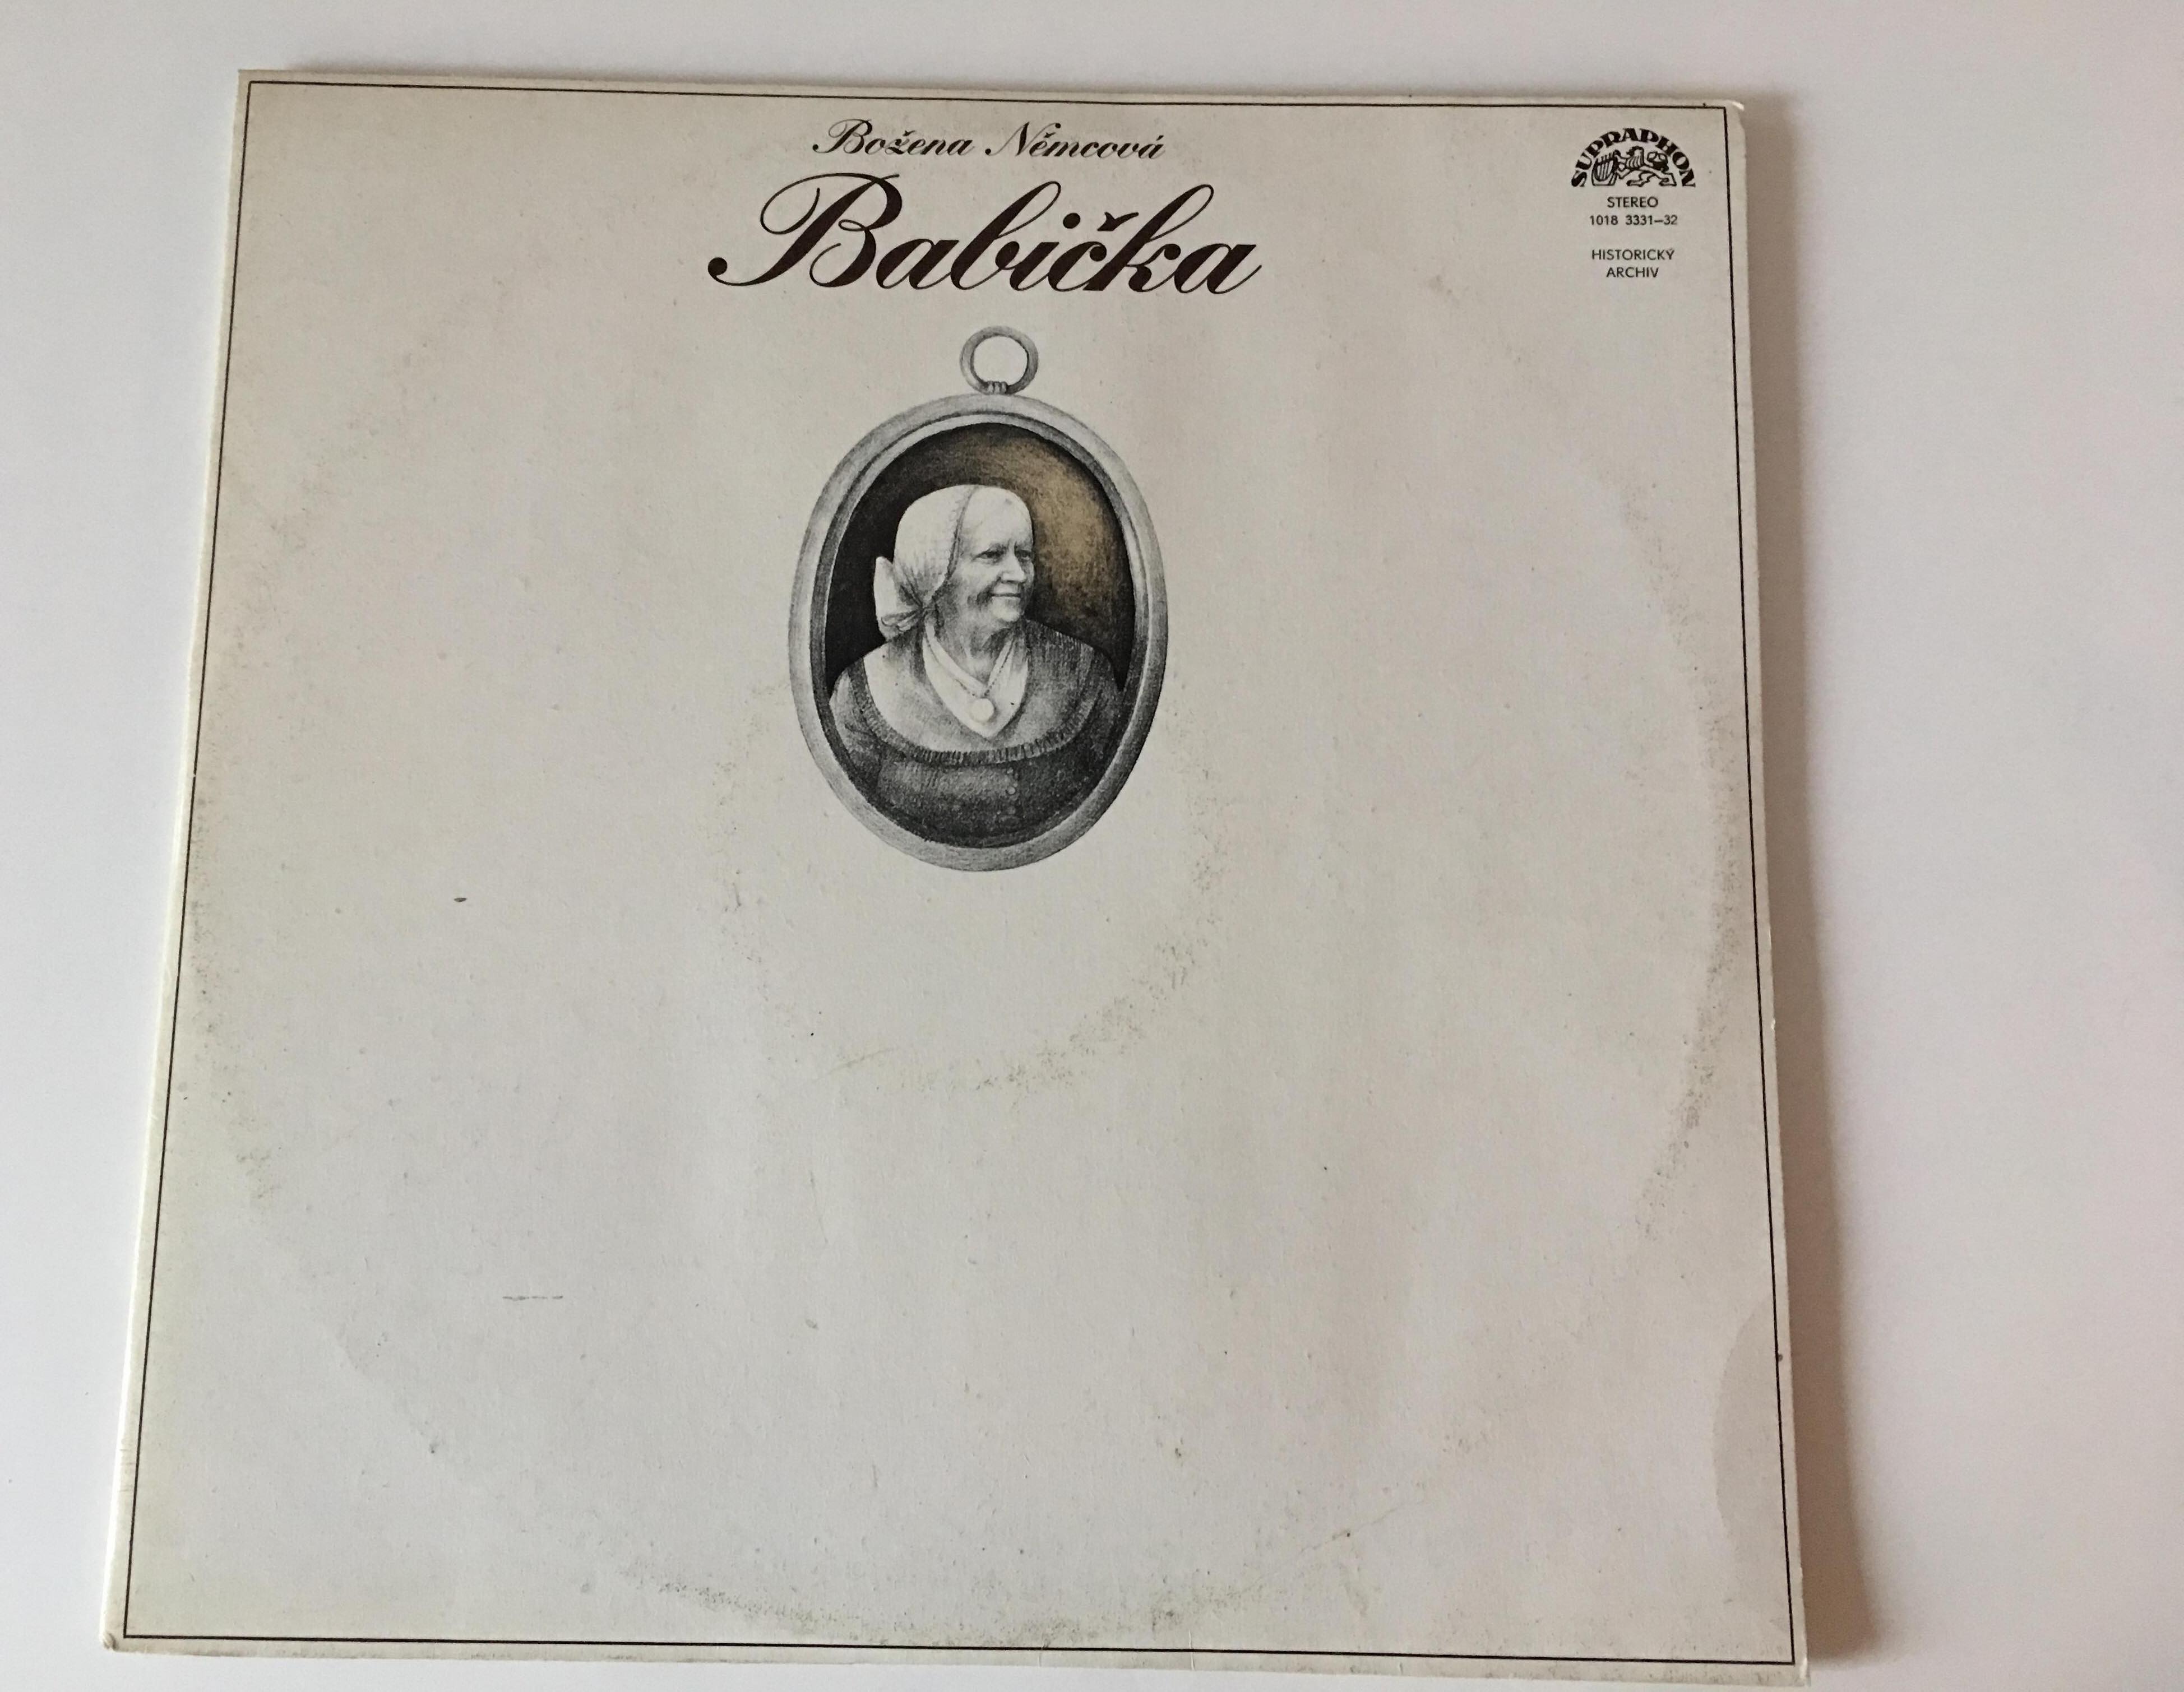 Božena Němcová
Babička
SUPRAPHON
STEREO
1018 3331–32
HISTORICKÝ
ARCHIV